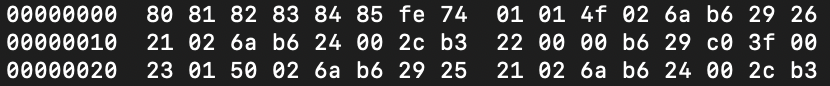 00000000  80 81 82 83 84 85 fe 74  01 01 4f 02 6a b6 29 26
00000010  21 02 6a b6 24 00 2c b3  22 00 00 b6 29 c0 3f 00
00000020  23 01 50 02 6a b6 29 25  21 02 6a b6 24 00 2c b3